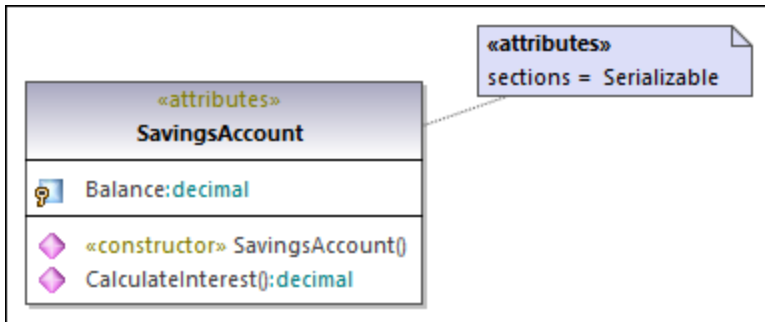 «attributes»
sections = Serializable
«attributes»
SavingsAccount
Balance:decimal
«constructor» SavingsAccount()
CalculateInterest():decimal